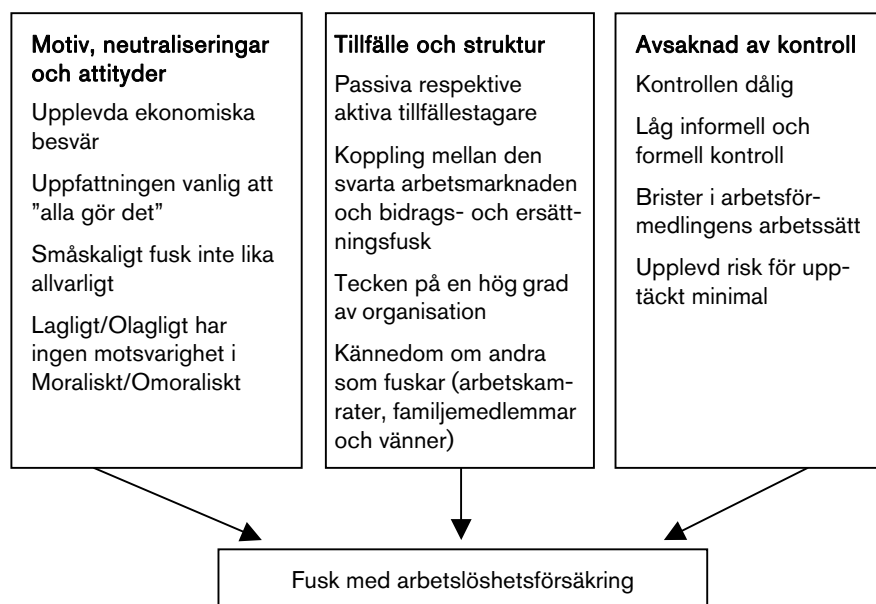 Motiv, neutraliseringar
och attityder
Upplevda ekonomiska
besvär
Uppfattningen vanlig att
”alla gör det”
Småskaligt fusk inte lika
allvarligt
Lagligt/Olagligt har
ingen motsvarighet i
Moraliskt/Omoraliskt
Tillfälle och struktur
Passiva respektive
aktiva tillfällestagare
Koppling mellan den
svarta arbetsmarknaden
och bidrags- och ersätt-
ningsfusk
Tecken på en hög grad
av organisation
Kännedom om andra
som fuskar (arbetskam-
rater, familjemedlemmar
och vänner)
Avsaknad av kontroll
Kontrollen dålig
Låg informell och
formell kontroll
Brister i arbetsför-
medlingens arbetssätt
Upplevd risk för upp-
täckt minimal
Fusk med arbetslöshetsförsäkring